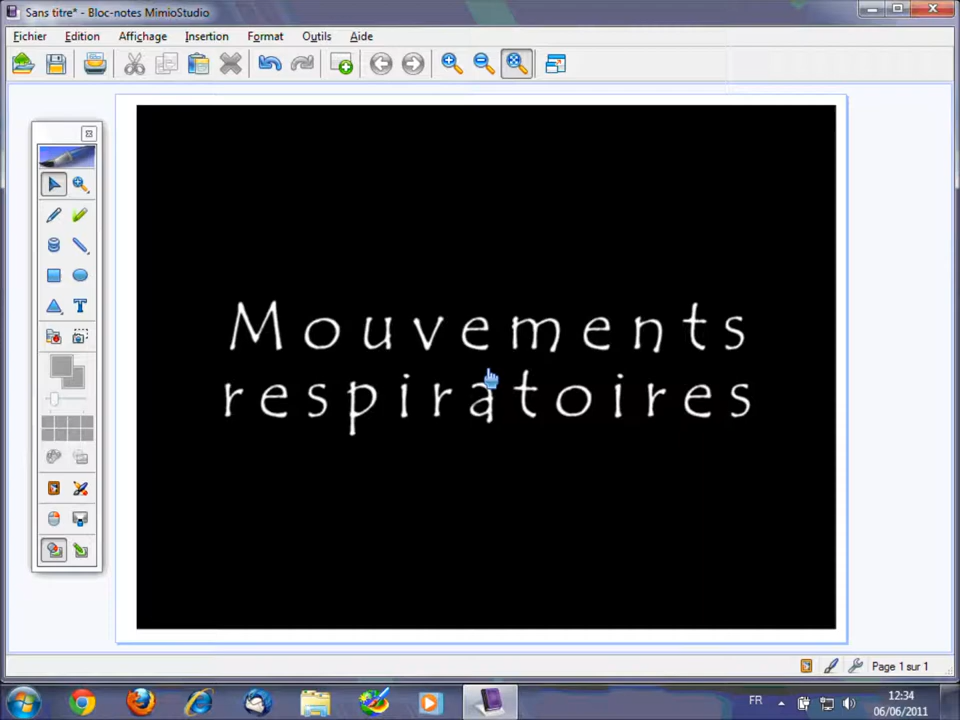 Sans titre* - Bloc-notes MimioStudio
Fichier Edition Affichage Insertion Format Outils Aide
Mouvements
respiratoires
Page 1 sur 1
FR
12:34
06/06/2011